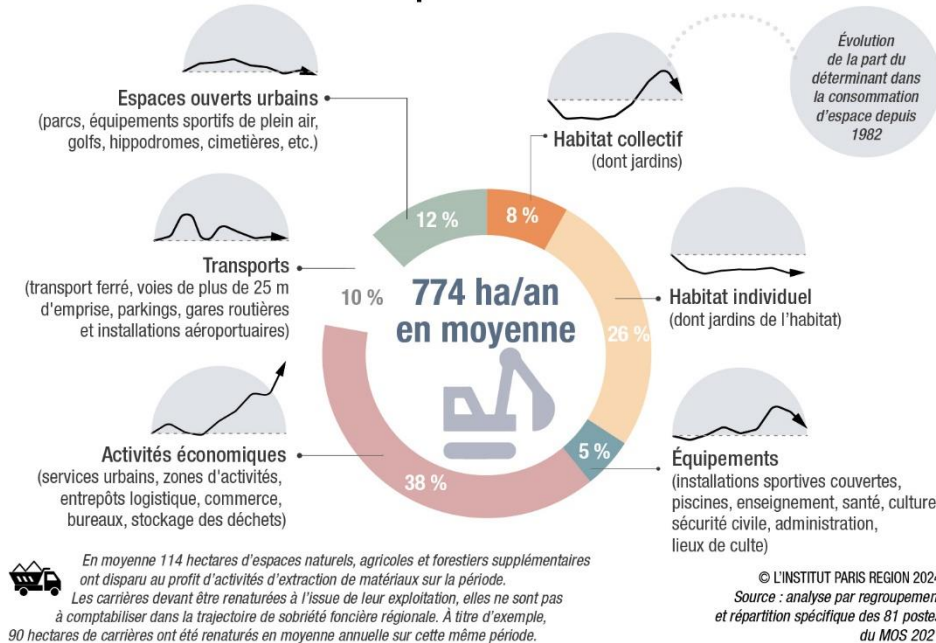 Évolution
de la part du
déterminant dans
la consommation
d'espace depuis
1982
Espaces ouverts urbains
(parcs, équipements sportifs de plein air,
golfs, hippodromes, cimetières, etc.)
Habitat collectif
(dont jardins)
12 %
8 %
Transports
(transport ferré, voies de plus de 25 m
d'emprise, parkings, gares routières
et installations aéroportuaires)
10 %
774 ha/an
en moyenne
Habitat individuel
(dont jardins de l'habitat)
26 %
Activités économiques
(services urbains, zones d'activités,
entrepôts logistique, commerce,
bureaux, stockage des déchets)
38 %
5 %
Équipements
(installations sportives couvertes,
piscines, enseignement, santé, culture
sécurité civile, administration,
lieux de culte)
En moyenne 114 hectares d'espaces naturels, agricoles et forestiers supplémentaires
ont disparu au profit d'activités d'extraction de matériaux sur la période.
Les carrières devant être renaturées à l'issue de leur exploitation, elles ne sont pas
à comptabiliser dans la trajectoire de sobriété foncière régionale. À titre d'exemple,
90 hectares de carrières ont été renaturés en moyenne annuelle sur cette même période.
© L'INSTITUT PARIS REGION 2024
Source : analyse par regroupement
et répartition spécifique des 81 postes
du MOS 202